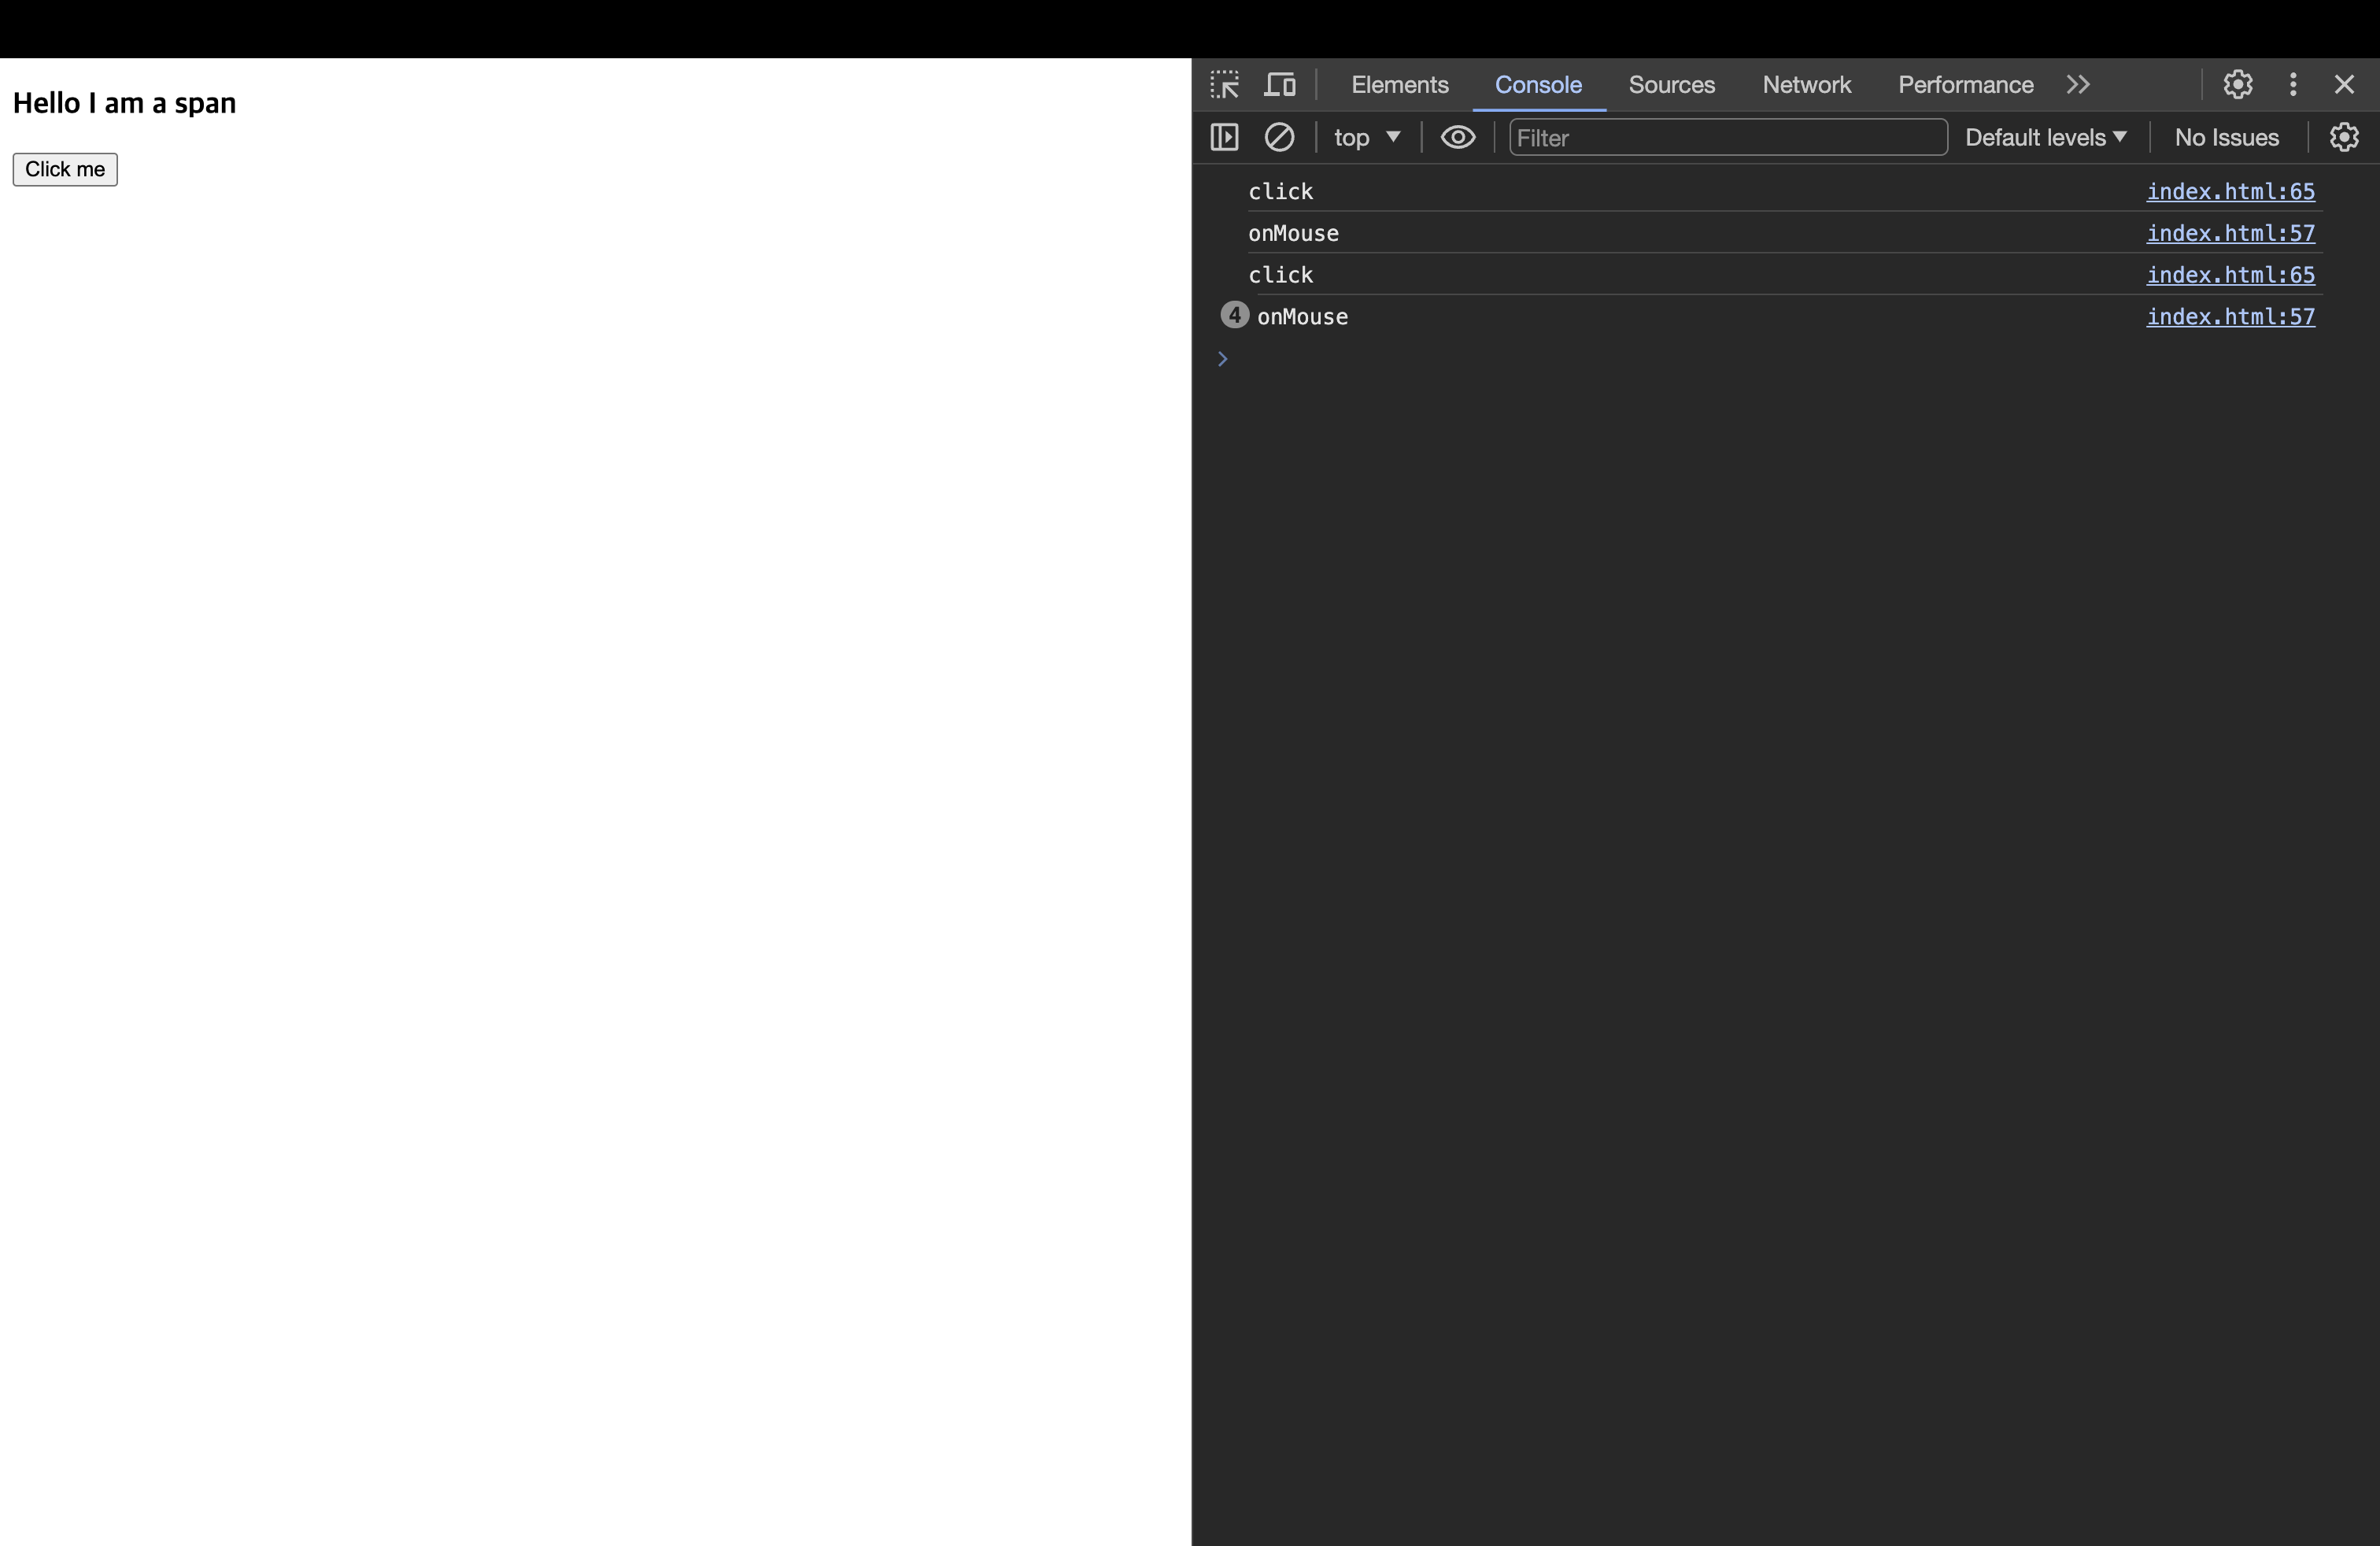 Hello I am a span
Click me
Elements Console Sources Network Performance
top Filter Default levels No Issues
click index.html:65
onMouse index.html:57
click index.html:65
4 onMouse index.html:57